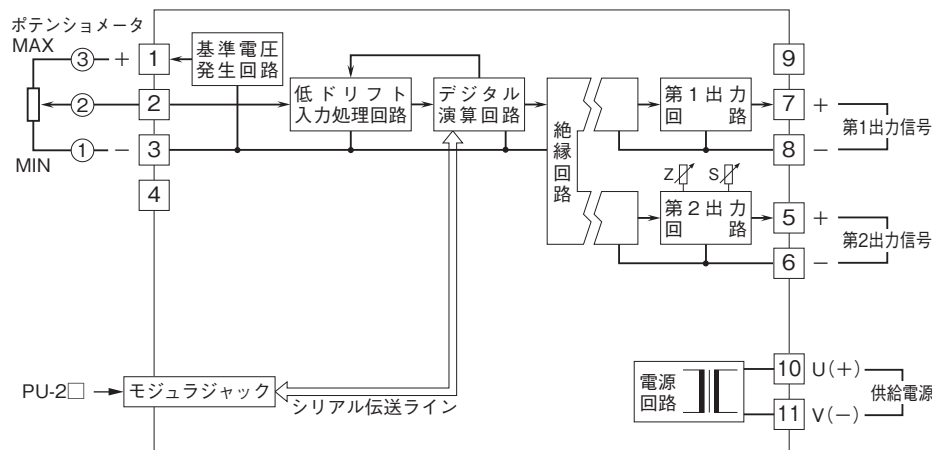 ポテンショメータ
MAX
③ +
② 
① −
MIN
1
2
3
4
基準電圧
発生回路
低ドリフト
入力処理回路
デジタル
演算回路
絶縁回路
第1出力
回路
Z
S
第2出力
回路
9
7 +
8 −
第1出力信号
5 +
6 −
第2出力信号
PU-2□
モジュラジャック
シリアル伝送ライン
電源
回路
10 U(+)
11 V(−)
供給電源